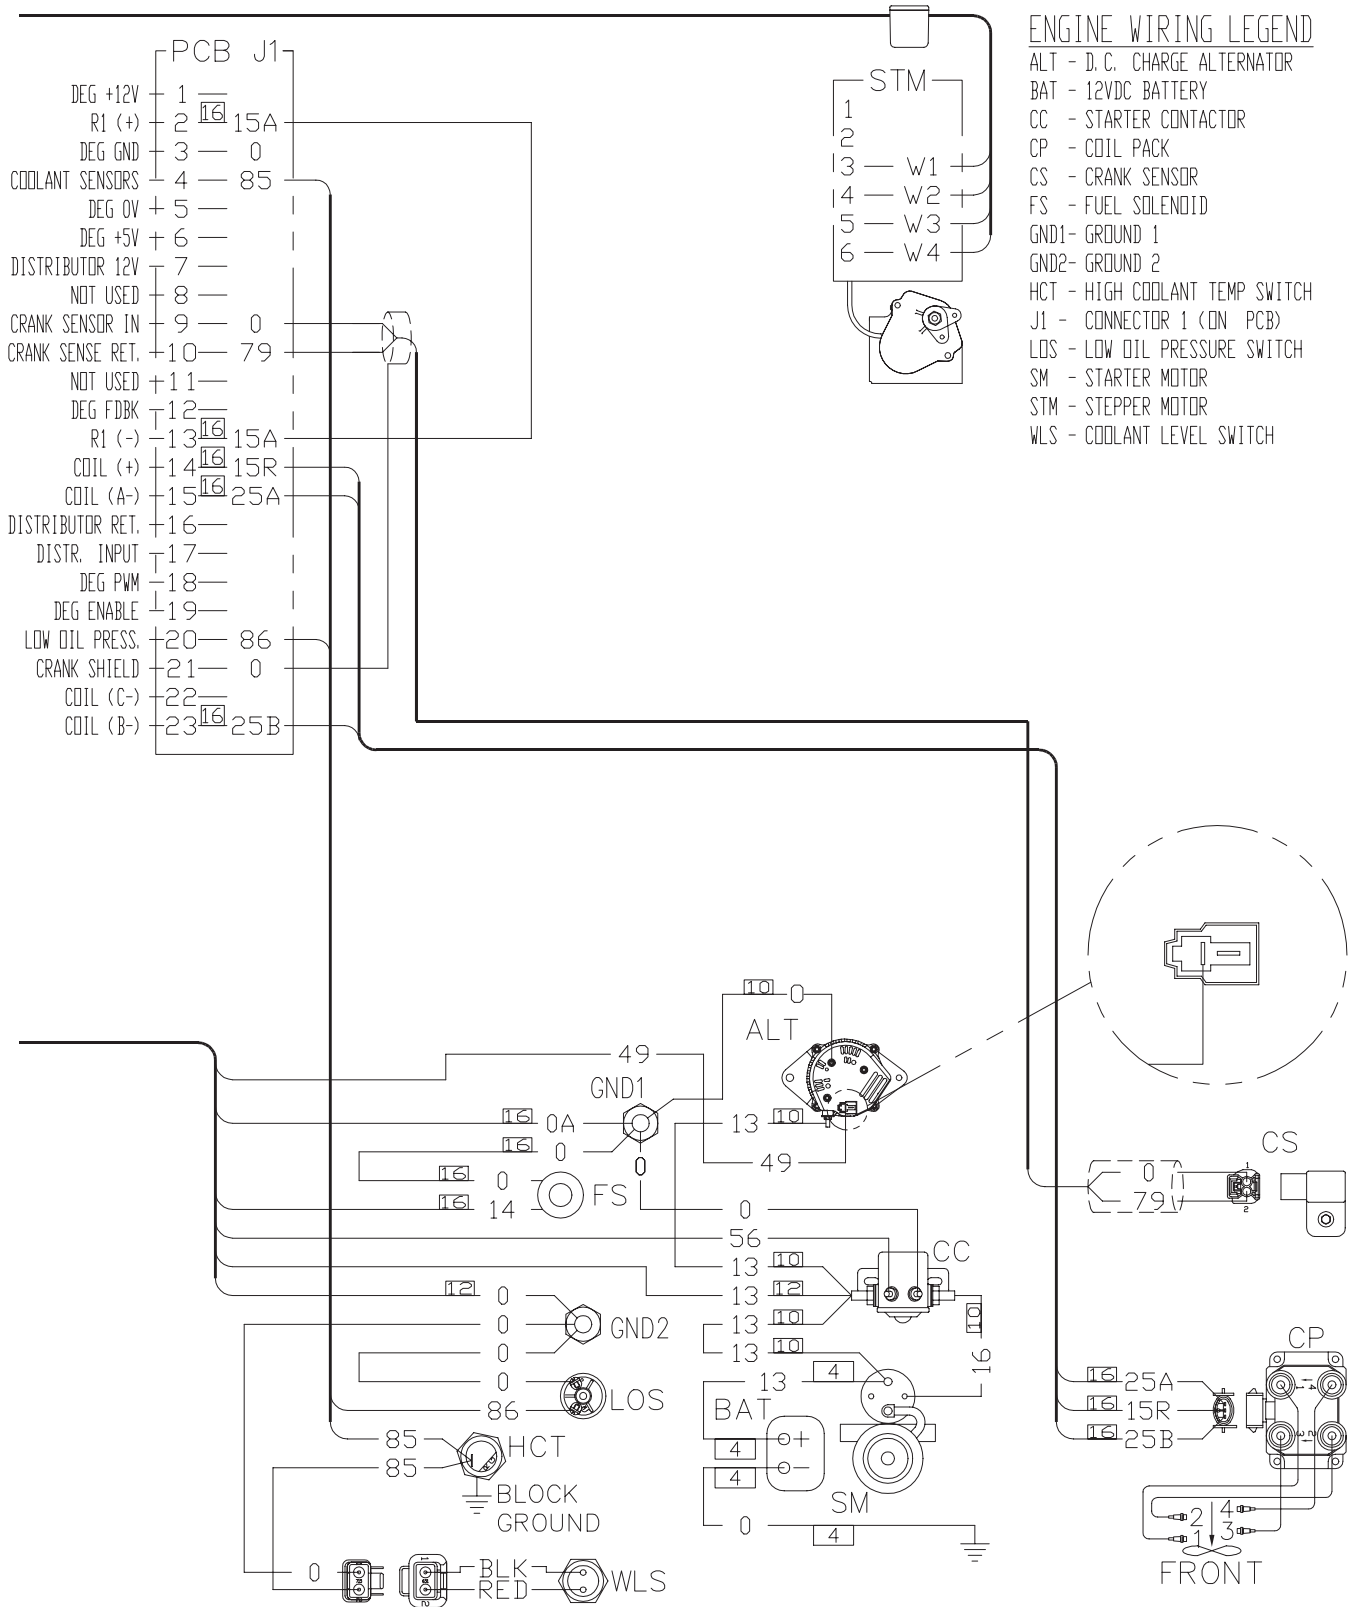 PCB J1
DEG +12V 1
R1 (+) 2 16 15A
DEG GND 3 0
COOLANT SENSORS 4 85
DEG 0V 5
DEG +5V 6
DISTRIBUTOR 12V 7
NOT USED 8
CRANK SENSOR IN 9 0
CRANK SENSE RET. 10 79
NOT USED 11
DEG FDBK 12
R1 (-) 13 16 15A
COIL (+) 14 16 15R
COIL (A-) 15 16 25A
DISTRIBUTOR RET. 16
DISTR. INPUT 17
DEG PWM 18
DEG ENABLE 19
LOW OIL PRESS. 20 86
CRANK SHIELD 21 0
COIL (C-) 22
COIL (B-) 23 16 25B
STM
1
2
3 W1
4 W2
5 W3
6 W4
ENGINE WIRING LEGEND
ALT - D.C. CHARGE ALTERNATOR
BAT - 12VDC BATTERY
CC - STARTER CONTACTOR
CP - COIL PACK
CS - CRANK SENSOR
FS - FUEL SOLENOID
GND1- GROUND 1
GND2- GROUND 2
HCT - HIGH COOLANT TEMP SWITCH
J1 - CONNECTOR 1 (ON PCB)
LOS - LOW OIL PRESSURE SWITCH
SM - STARTER MOTOR
STM - STEPPER MOTOR
WLS - COOLANT LEVEL SWITCH
10 0
ALT
49
GND1
16 0A
13 10
16 0
49
0
16 0
FS
16 14
0
56
CC
13 10
12 0
13 12
0
GND2
13 10
10
0
13 10
16
0
13 4
LOS
86
BAT
85
HCT
4
+
85
4
-
BLOCK
GROUND
SM
0
4
0
BLK
RED
1
2
WLS
CS
0
79
1
2
CP
16 25A
16 15R
16 25B
1 4
3 2
2 4
1 3
FRONT